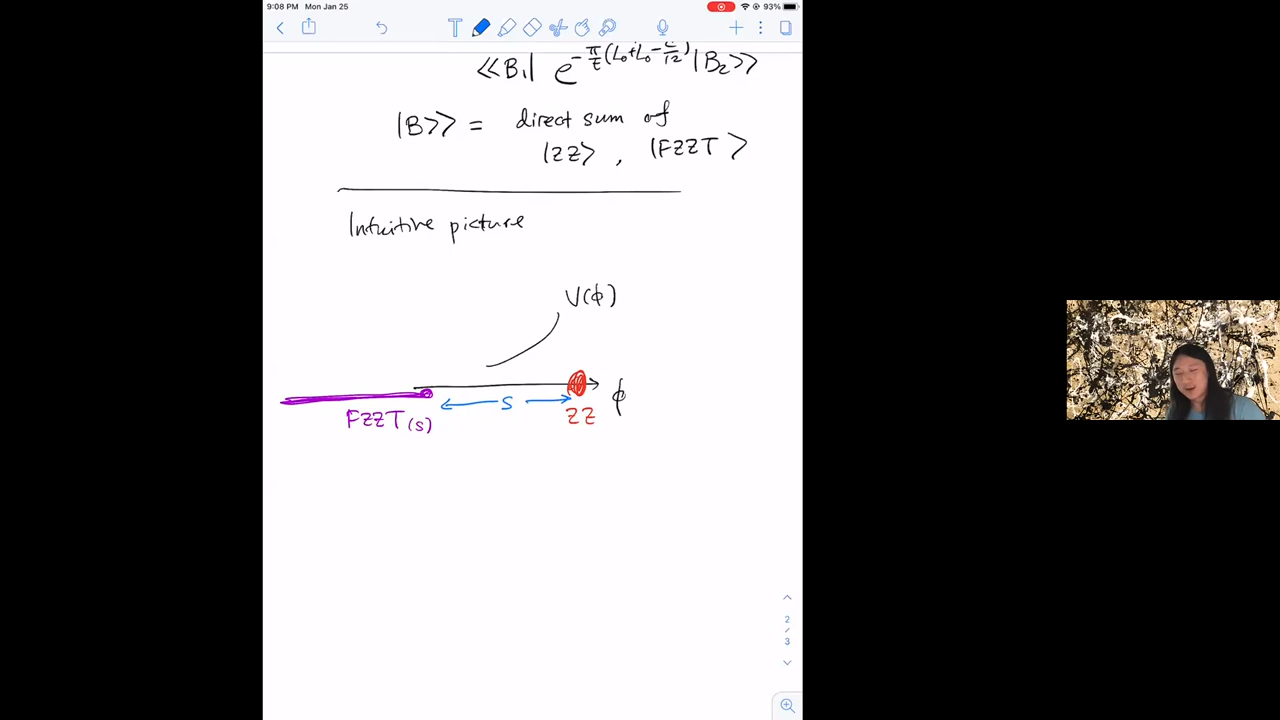 9:08 PM Mon Jan 25
93%
T
≪B₁| e^{-π/t (L₀+L̃₀-c/12)} |B₂≫
|B≫ = direct sum of
|ZZ⟩ , |FZZT ⟩
Intuitive picture
V(ϕ)
S
ϕ
FZZT(s)
ZZ
2
/
3